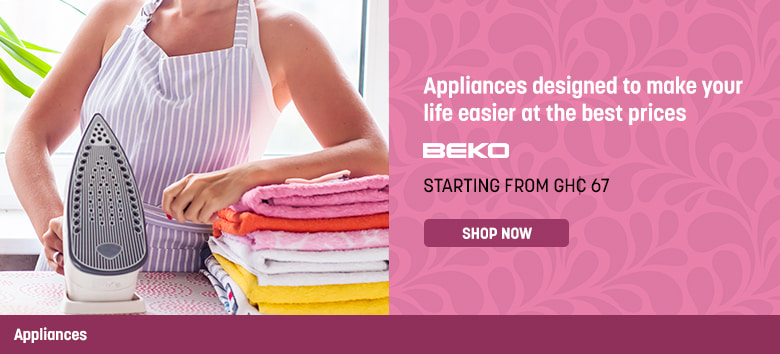 Appliances designed to make your
life easier at the best prices
BEKO
STARTING FROM GH₵ 67
SHOP NOW
Appliances